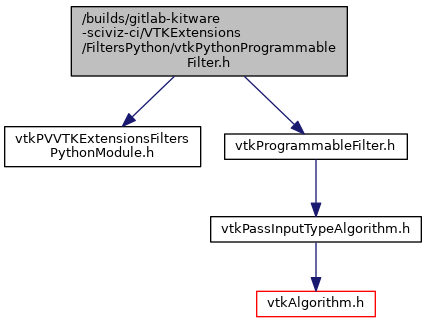 /builds/gitlab-kitware
-sciviz-ci/VTKExtensions
/FiltersPython/vtkPythonProgrammable
Filter.h
vtkPVVTKExtensionsFilters
PythonModule.h
vtkProgrammableFilter.h
vtkPassInputTypeAlgorithm.h
vtkAlgorithm.h